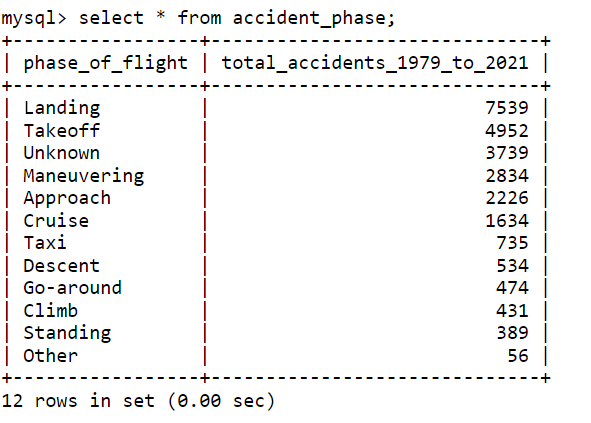 mysql> select * from accident_phase;
+-----------------+-------------------------------+
| phase_of_flight | total_accidents_1979_to_2021 |
+-----------------+-------------------------------+
| Landing | 7539 |
| Takeoff | 4952 |
| Unknown | 3739 |
| Maneuvering | 2834 |
| Approach | 2226 |
| Cruise | 1634 |
| Taxi | 735 |
| Descent | 534 |
| Go-around | 474 |
| Climb | 431 |
| Standing | 389 |
| Other | 56 |
+-----------------+-------------------------------+
12 rows in set (0.00 sec)